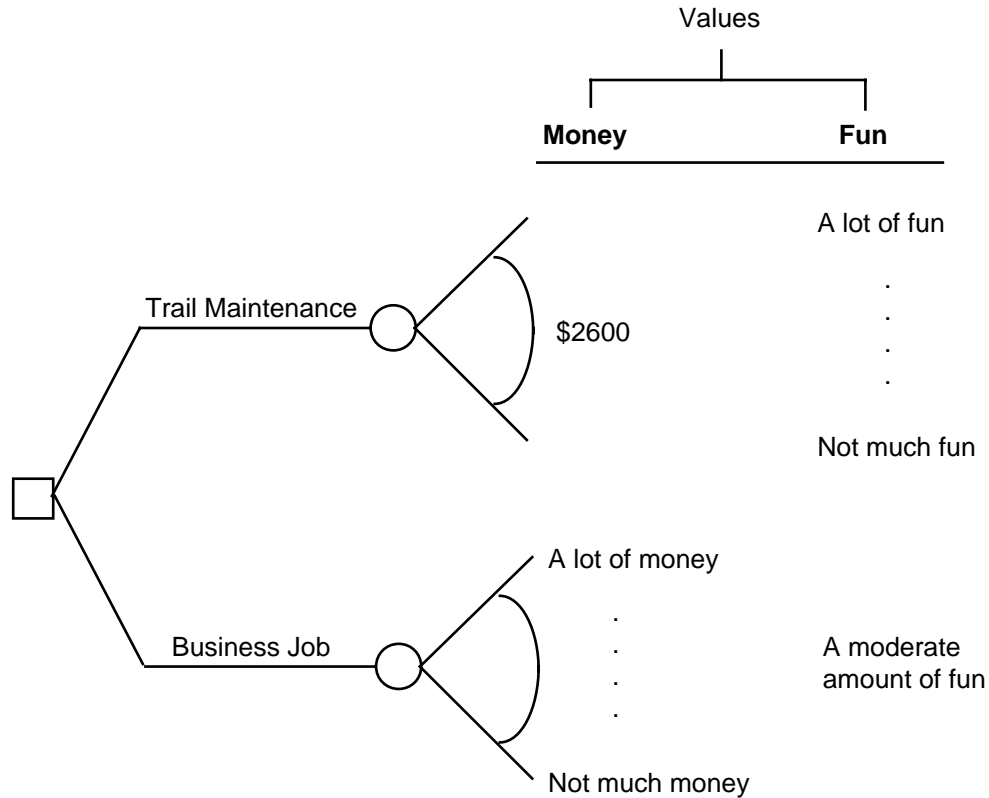 Values
Money
Fun
A lot of fun
.
.
.
.
Trail Maintenance
$2600
Not much fun
A lot of money
.
.
.
.
Business Job
A moderate
amount of fun
Not much money